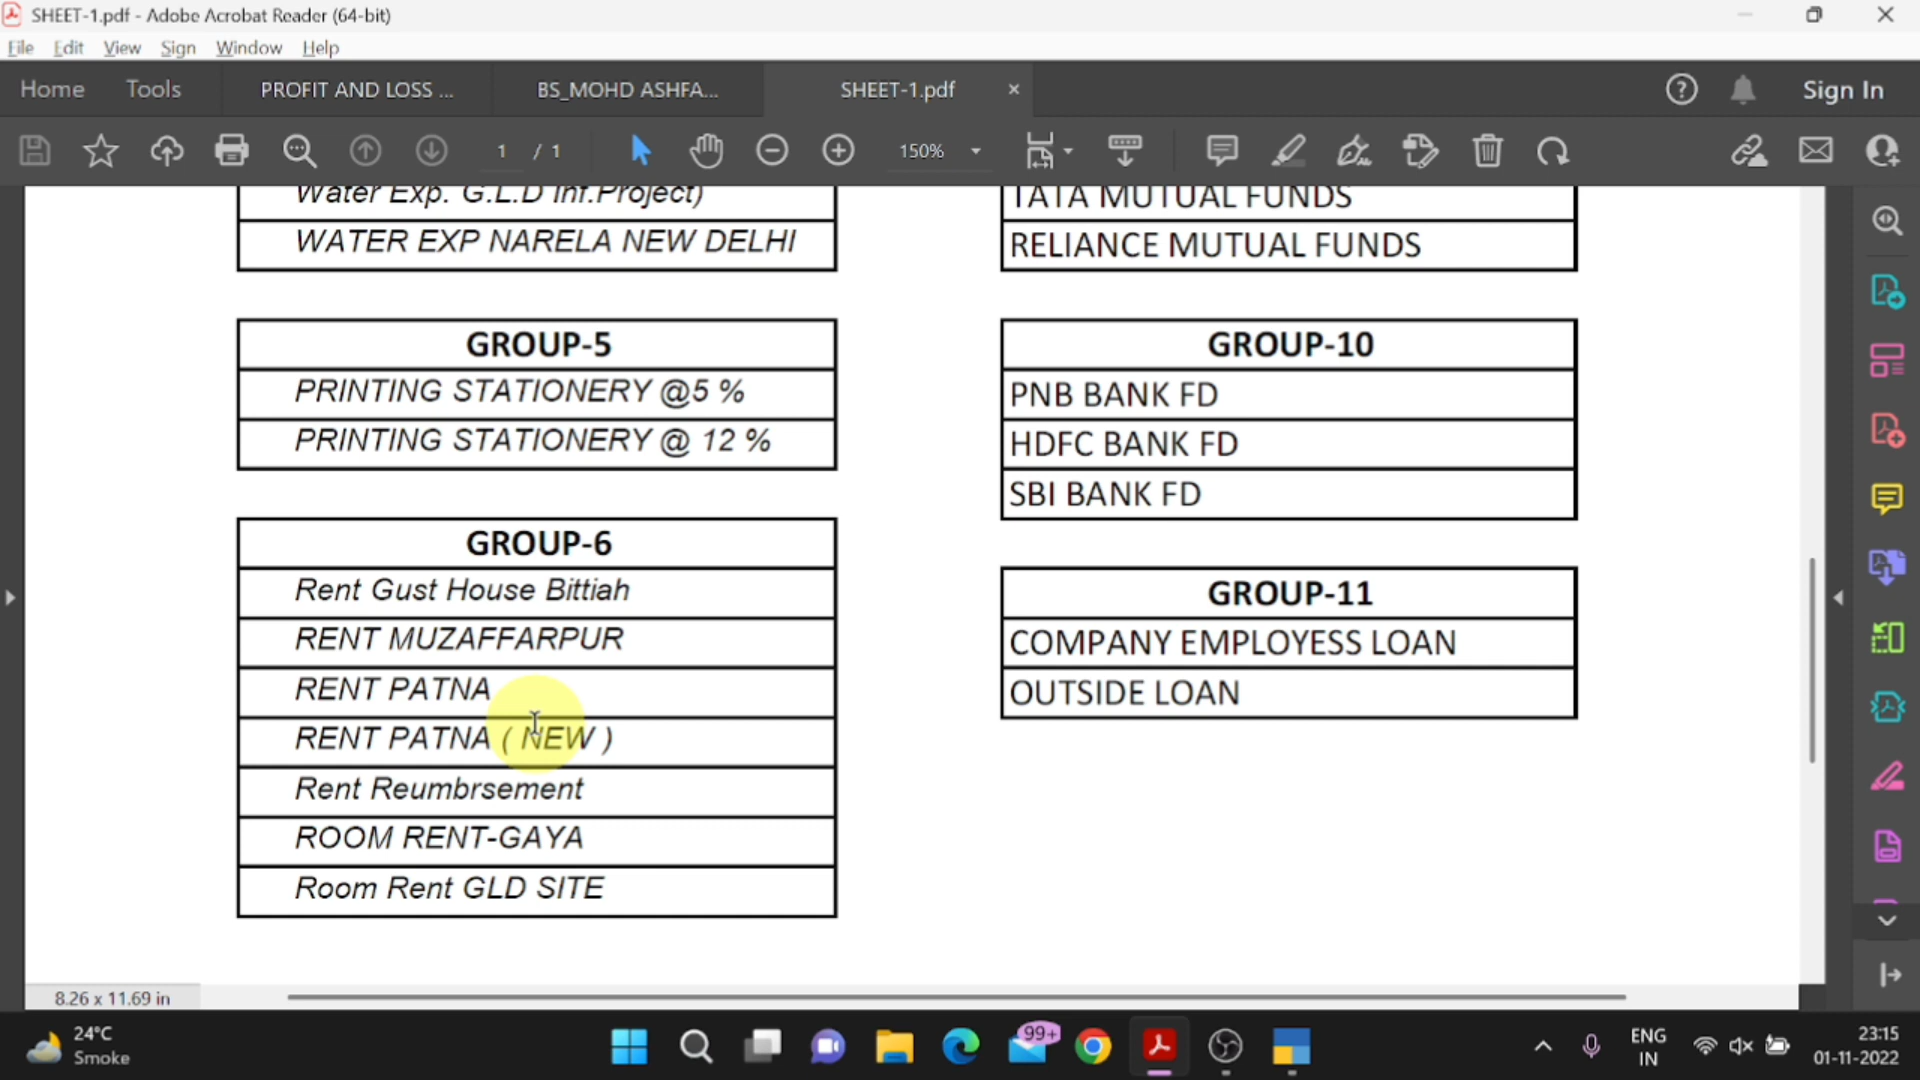 SHEET-1.pdf - Adobe Acrobat Reader (64-bit)
File Edit View Sign Window Help
Home Tools PROFIT AND LOSS ... BS_MOHD ASHFA... SHEET-1.pdf × Sign In
1 / 1 150%
Water Exp. G.L.D Inf.Project)
WATER EXP NARELA NEW DELHI
TATA MUTUAL FUNDS
RELIANCE MUTUAL FUNDS
GROUP-5
PRINTING STATIONERY @5 %
PRINTING STATIONERY @ 12 %
GROUP-10
PNB BANK FD
HDFC BANK FD
SBI BANK FD
GROUP-6
Rent Gust House Bittiah
RENT MUZAFFARPUR
RENT PATNA
RENT PATNA ( NEW )
Rent Reumbrsement
ROOM RENT-GAYA
Room Rent GLD SITE
GROUP-11
COMPANY EMPLOYESS LOAN
OUTSIDE LOAN
8.26 x 11.69 in
24°C
Smoke
99+
ENG
IN
23:15
01-11-2022